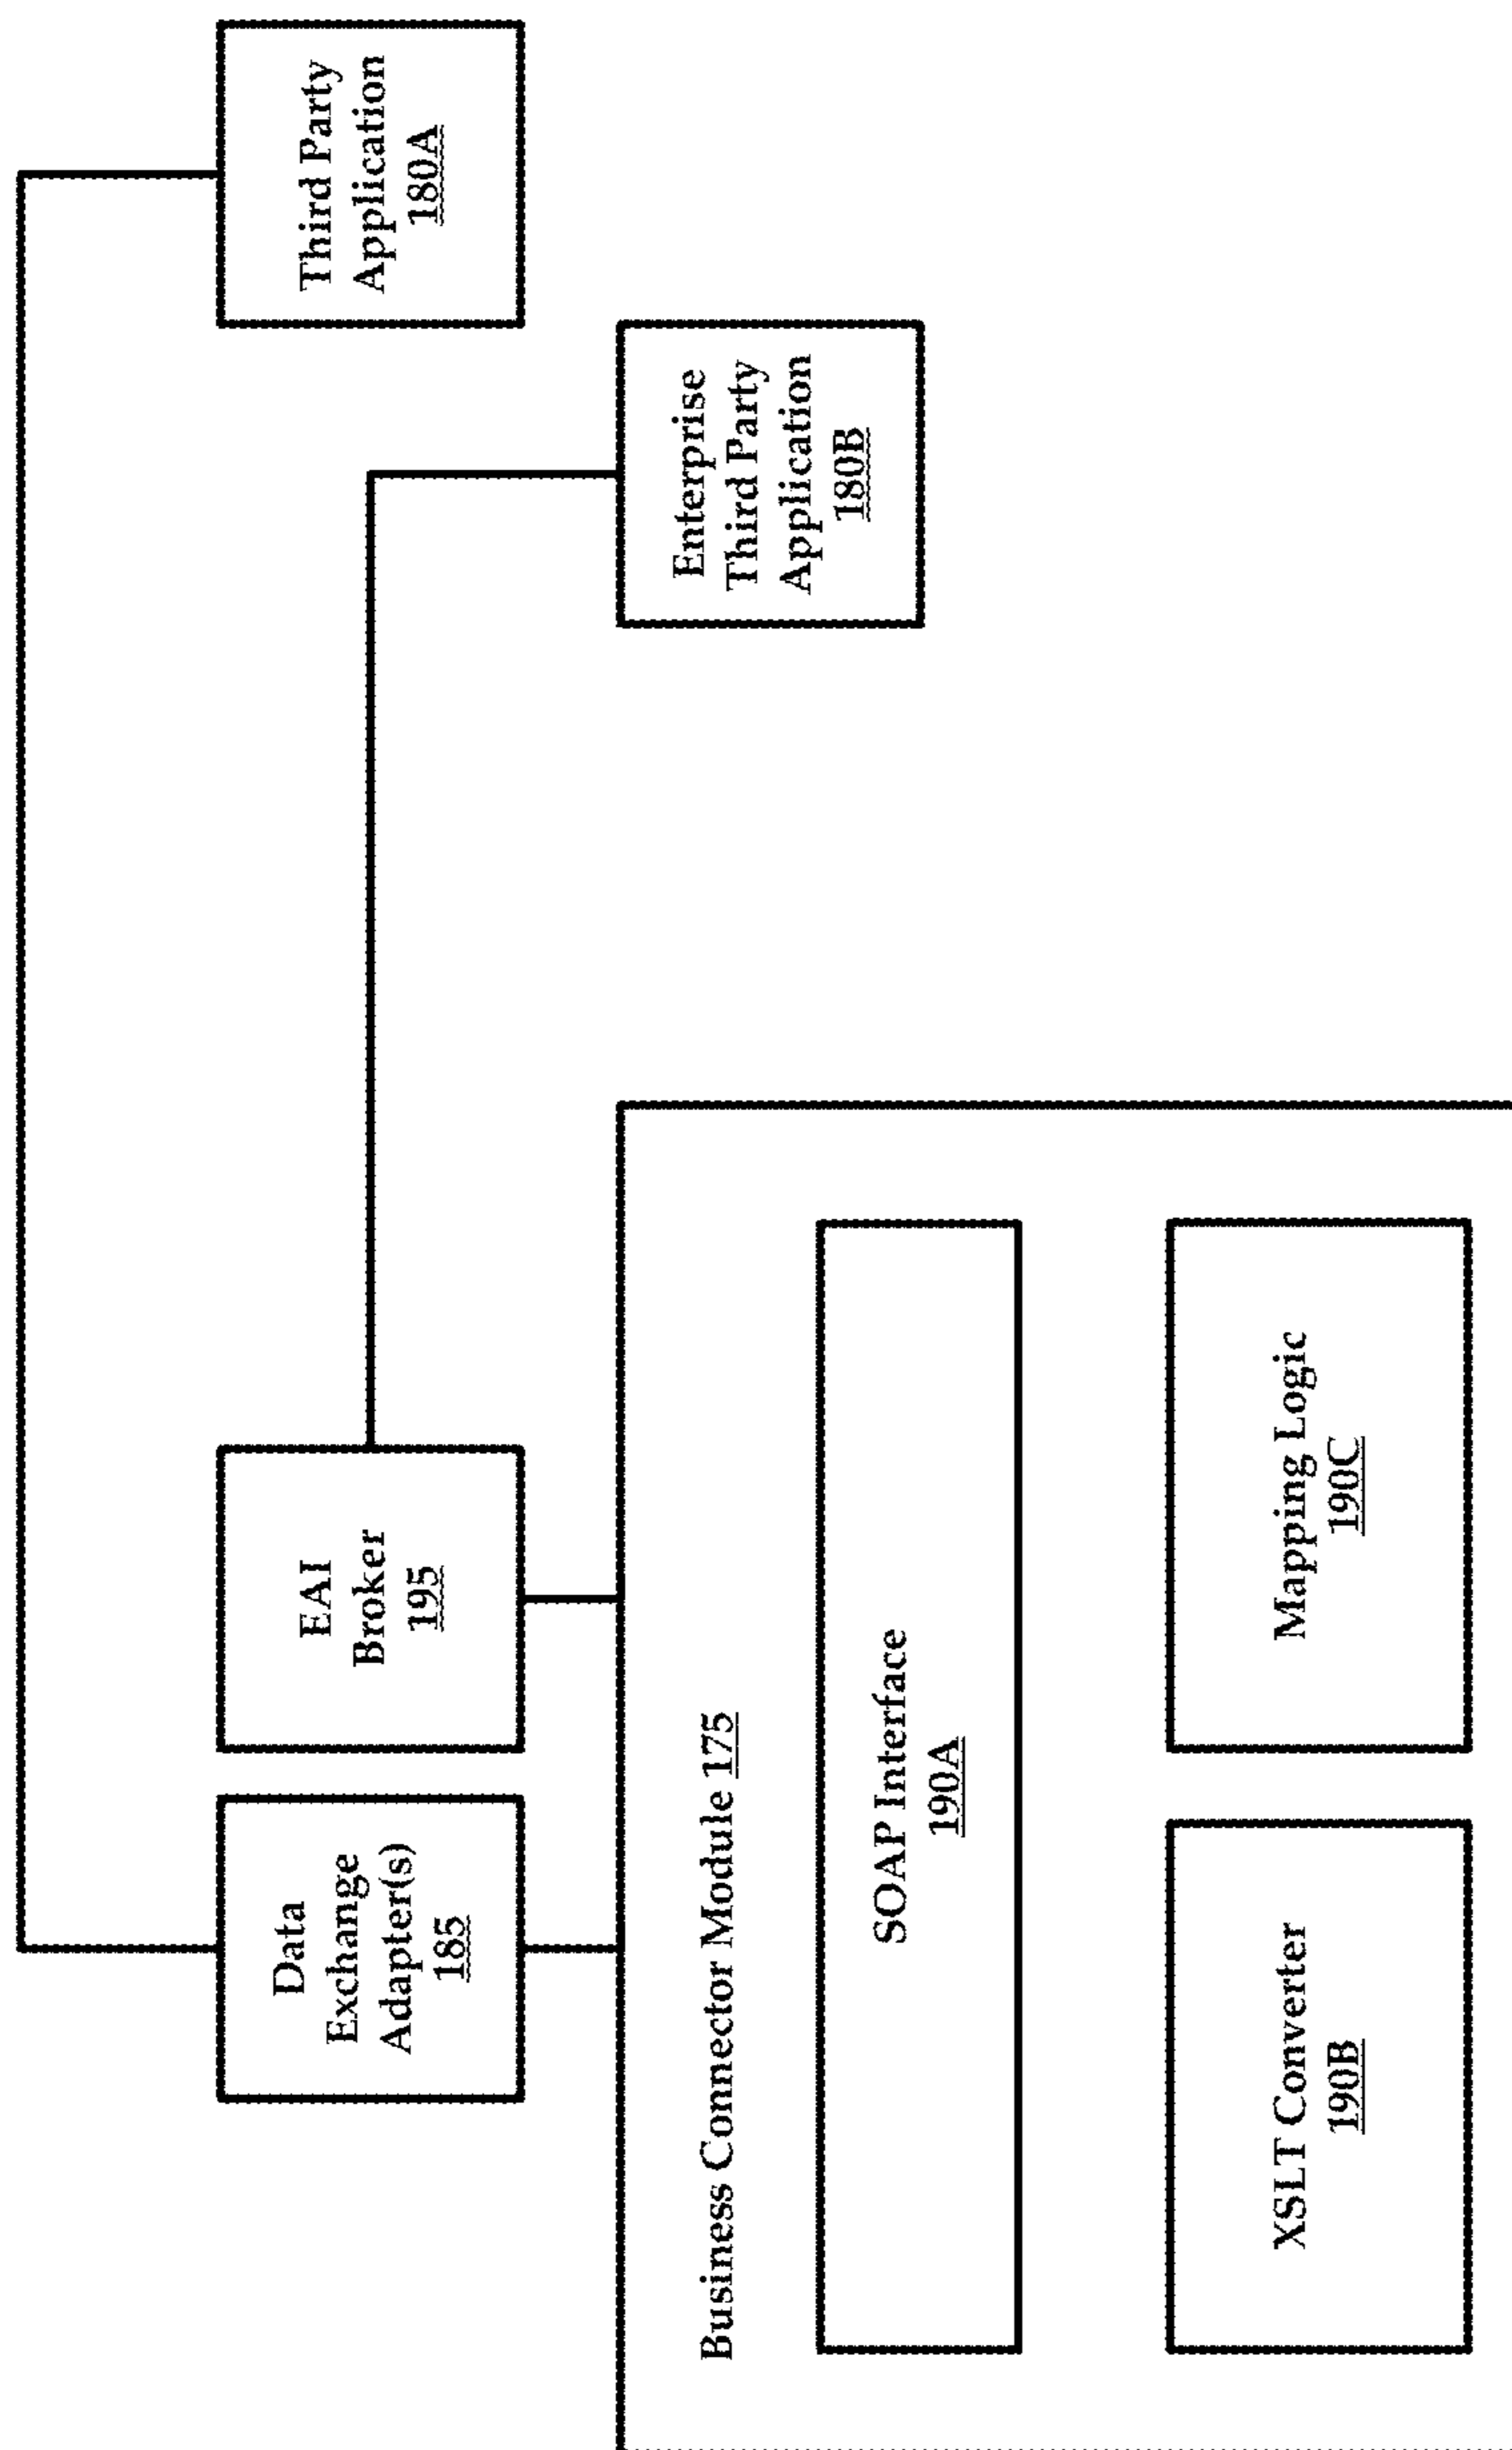 Data
Exchange
Adapter(s)
185
EAI
Broker
195
Third Party
Application
180A
Enterprise
Third Party
Application
180B
Business Connector Module 175
SOAP Interface
190A
XSLT Converter
190B
Mapping Logic
190C